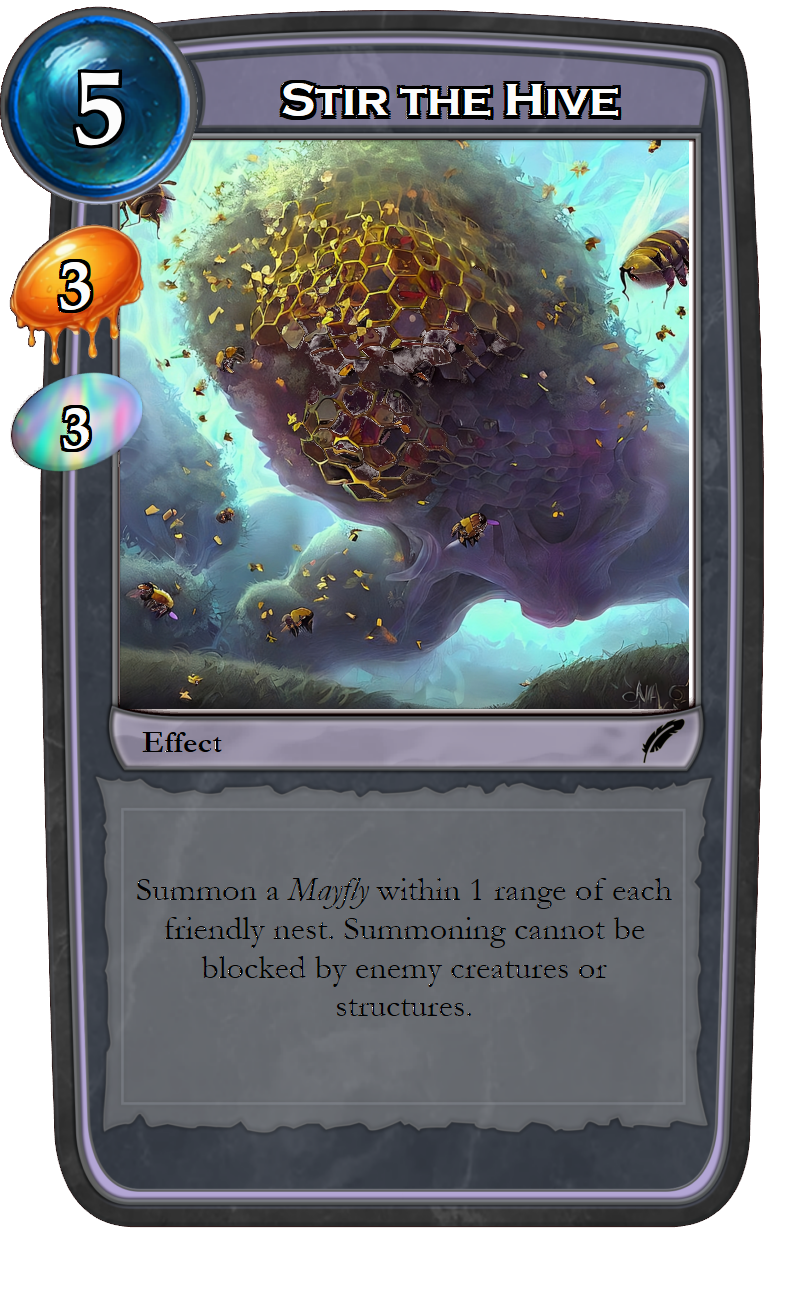 5
STIR THE HIVE
3
3
Effect
Summon a Mayfly within 1 range of each
friendly nest. Summoning cannot be
blocked by enemy creatures or
structures.